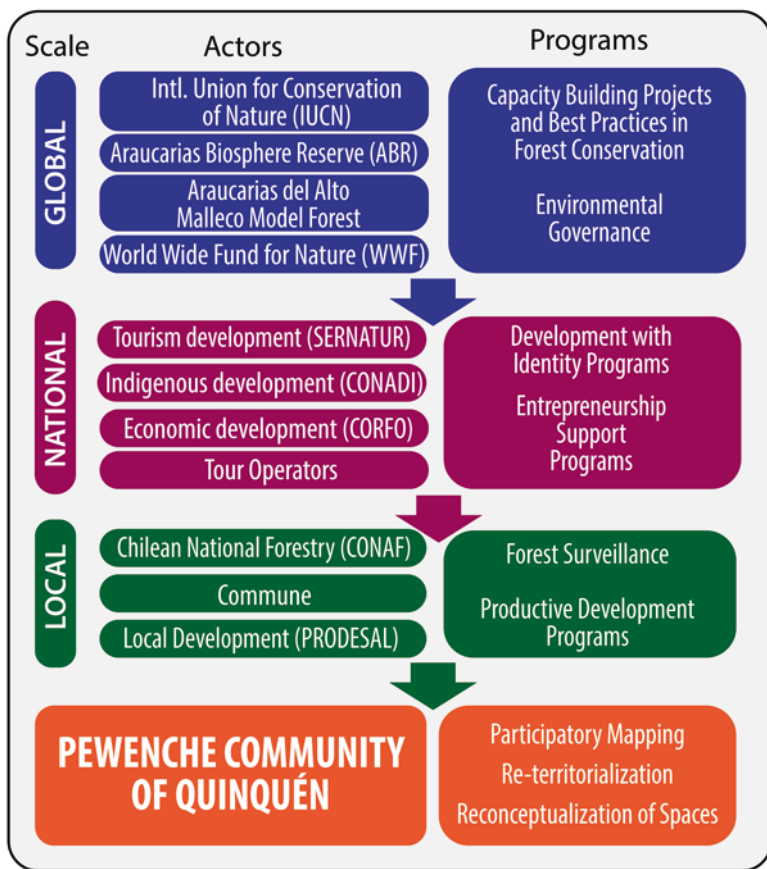 Scale
Actors
Programs
GLOBAL
Intl. Union for Conservation
of Nature (IUCN)
Araucarias Biosphere Reserve (ABR)
Araucarias del Alto
Malleco Model Forest
World Wide Fund for Nature (WWF)
Capacity Building Projects
and Best Practices in
Forest Conservation
Environmental
Governance
NATIONAL
Tourism development (SERNATUR)
Indigenous development (CONADI)
Economic development (CORFO)
Tour Operators
Development with
Identity Programs
Entrepreneurship
Support
Programs
LOCAL
Chilean National Forestry (CONAF)
Commune
Local Development (PRODESAL)
Forest Surveillance
Productive Development
Programs
PEWENCHE COMMUNITY
OF QUINQUÉN
Participatory Mapping
Re-territorialization
Reconceptualization of Spaces